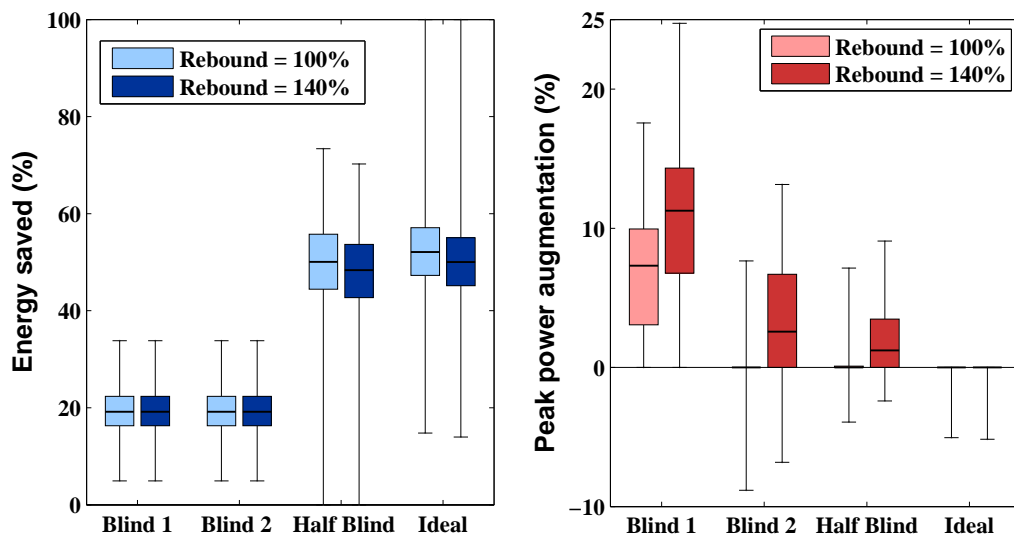 Energy saved (%)
100
80
60
40
20
0
Rebound = 100%
Rebound = 140%
Blind 1 Blind 2 Half Blind Ideal
Peak power augmentation (%)
25
20
15
10
5
0
−10
Rebound = 100%
Rebound = 140%
Blind 1 Blind 2 Half Blind Ideal